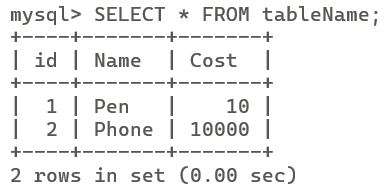 mysql> SELECT * FROM tableName;
+----+-------+-------+
| id | Name  | Cost  |
+----+-------+-------+
|  1 | Pen   |    10 |
|  2 | Phone | 10000 |
+----+-------+-------+
2 rows in set (0.00 sec)